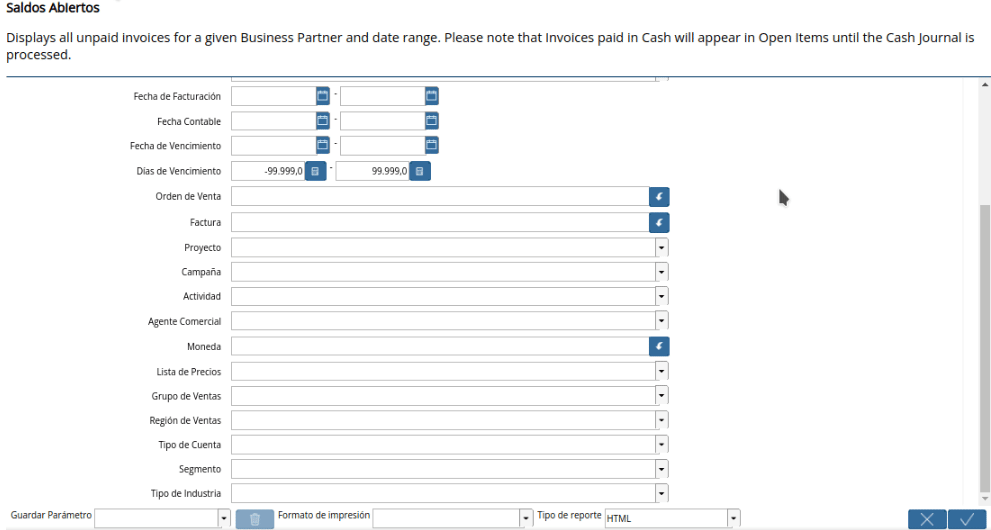 Saldos Abiertos
Displays all unpaid invoices for a given Business Partner and date range. Please note that Invoices paid in Cash will appear in Open Items until the Cash Journal is
processed.
Fecha de Facturación -
Fecha Contable -
Fecha de Vencimiento -
Días de Vencimiento -99.999,0 - 99.999,0
Orden de Venta
Factura
Proyecto
Campaña
Actividad
Agente Comercial
Moneda
Lista de Precios
Grupo de Ventas
Región de Ventas
Tipo de Cuenta
Segmento
Tipo de Industria
Guardar Parámetro Formato de impresión Tipo de reporte HTML